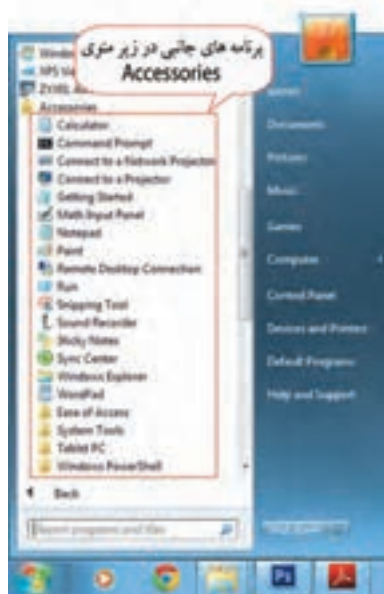 برنامه های جانبی در زیر منوی
Accessories
Accessories
Calculator
Command Prompt
Connect to a Network Projector
Connect to a Projector
Getting Started
Math Input Panel
Notepad
Paint
Remote Desktop Connection
Run
Snipping Tool
Sound Recorder
Sticky Notes
Sync Center
Windows Explorer
WordPad
Ease of Access
System Tools
Tablet PC
Windows PowerShell
Back
programs and files
Documents
Pictures
Music
Games
Computer
Control Panel
Devices and Printers
Default Programs
Help and Support
Ps